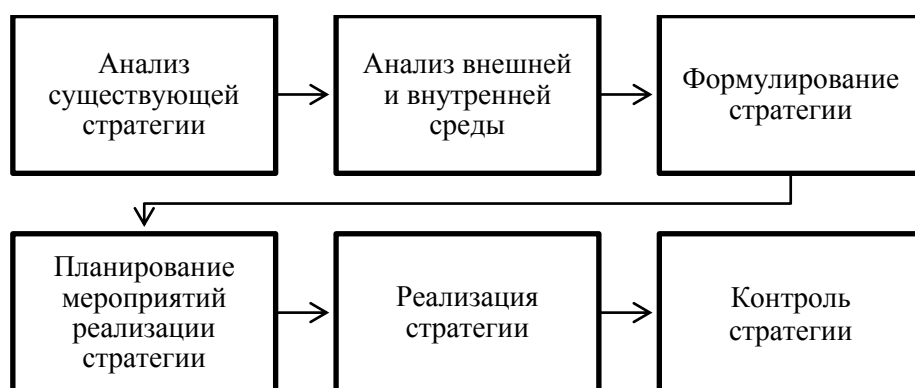 Анализ
существующей
стратегии
Анализ внешней
и внутренней
среды
Формулирование
стратегии
Планирование
мероприятий
реализации
стратегии
Реализация
стратегии
Контроль
стратегии